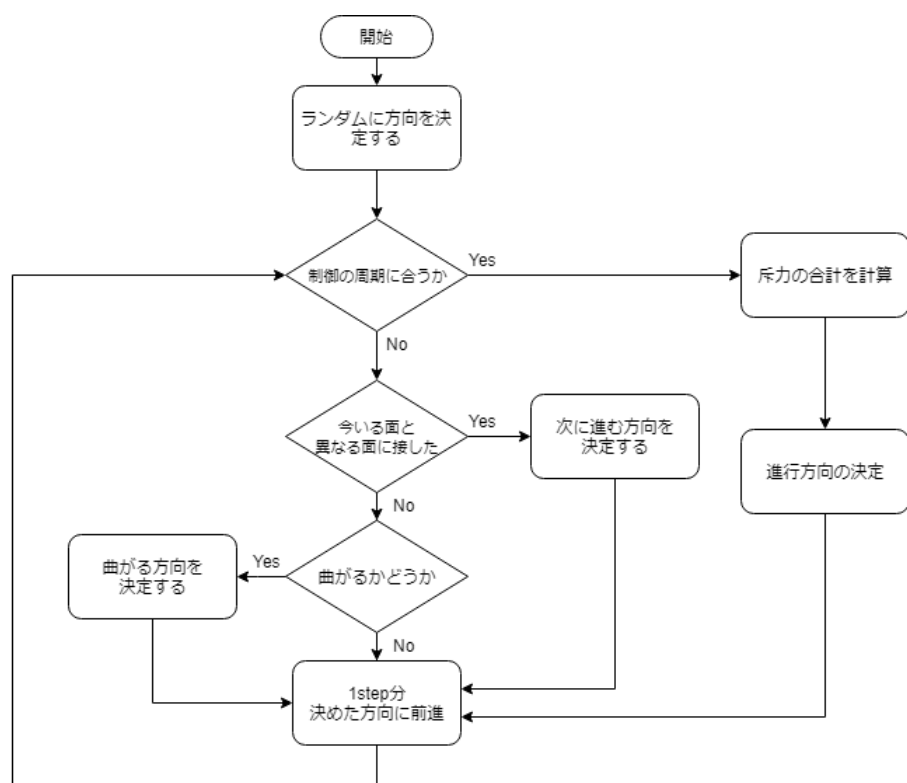 開始
ランダムに方向を決
定する
制御の周期に合うか
Yes
斥力の合計を計算
No
今いる面と
異なる面に接した
Yes
次に進む方向を
決定する
進行方向の決定
No
曲がる方向を
決定する
Yes
曲がるかどうか
No
1step分
決めた方向に前進